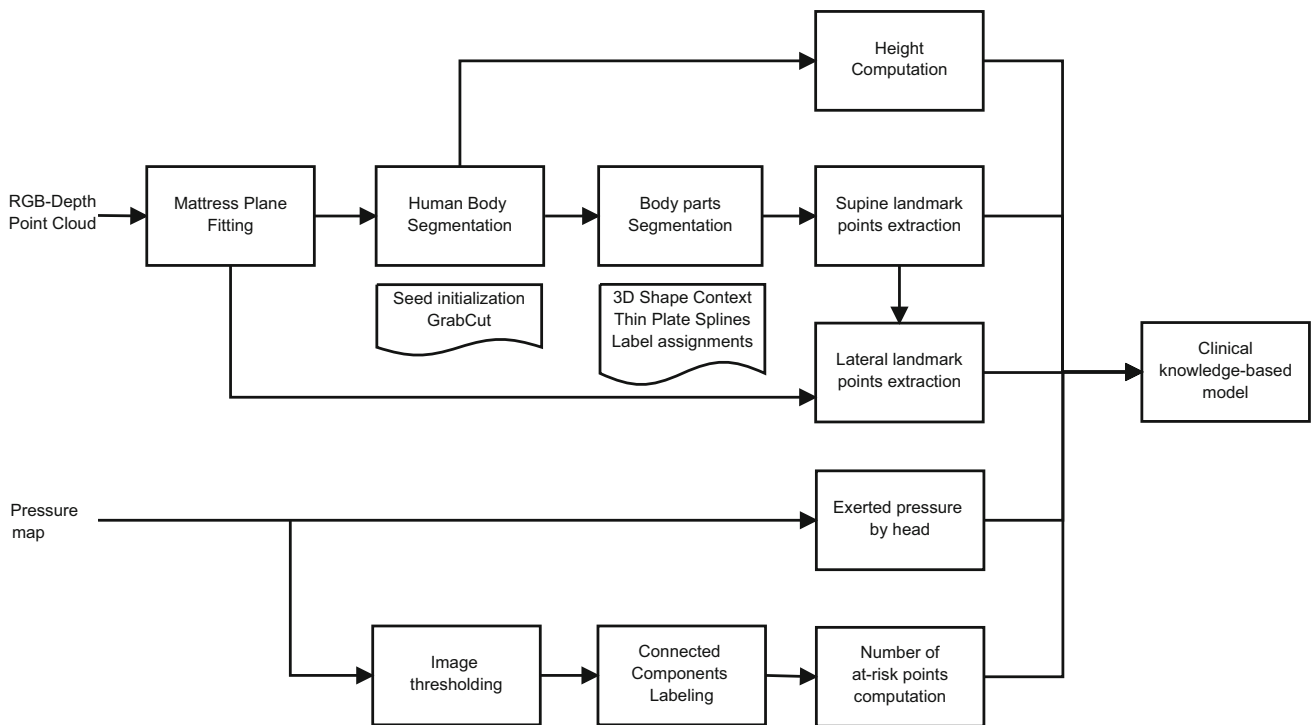 Height
Computation
RGB-Depth
Point Cloud
Mattress Plane
Fitting
Human Body
Segmentation
Body parts
Segmentation
Supine landmark
points extraction
Seed initialization
GrabCut
3D Shape Context
Thin Plate Splines
Label assignments
Lateral landmark
points extraction
Clinical
knowledge-based
model
Pressure
map
Exerted pressure
by head
Image
thresholding
Connected
Components
Labeling
Number of
at-risk points
computation